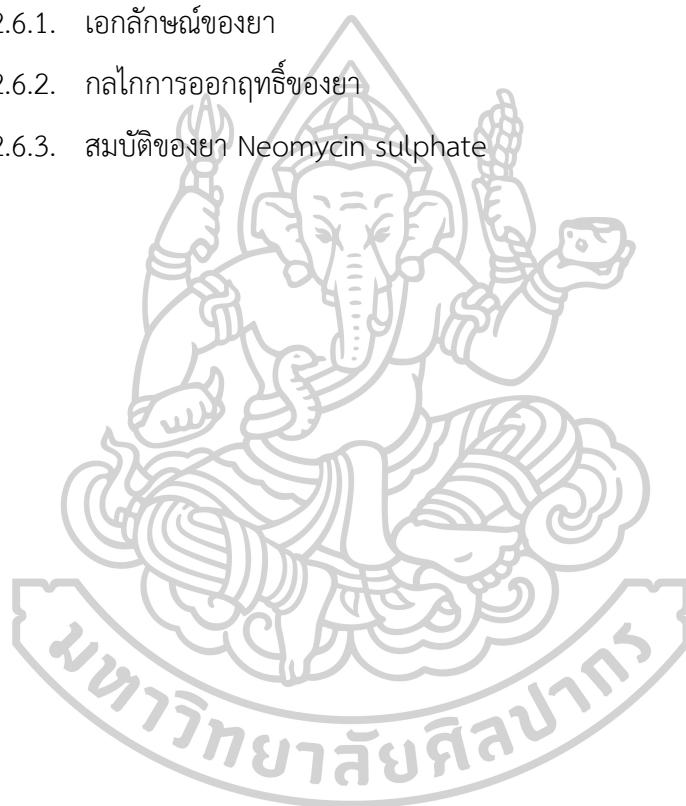 2.6.1. เอกลักษณ์ของยา
2.6.2. กลไกการออกฤทธิ์ของยา
2.6.3. สมบัติของยา Neomycin sulphate
มหาวิทยาลัยศิลปากร